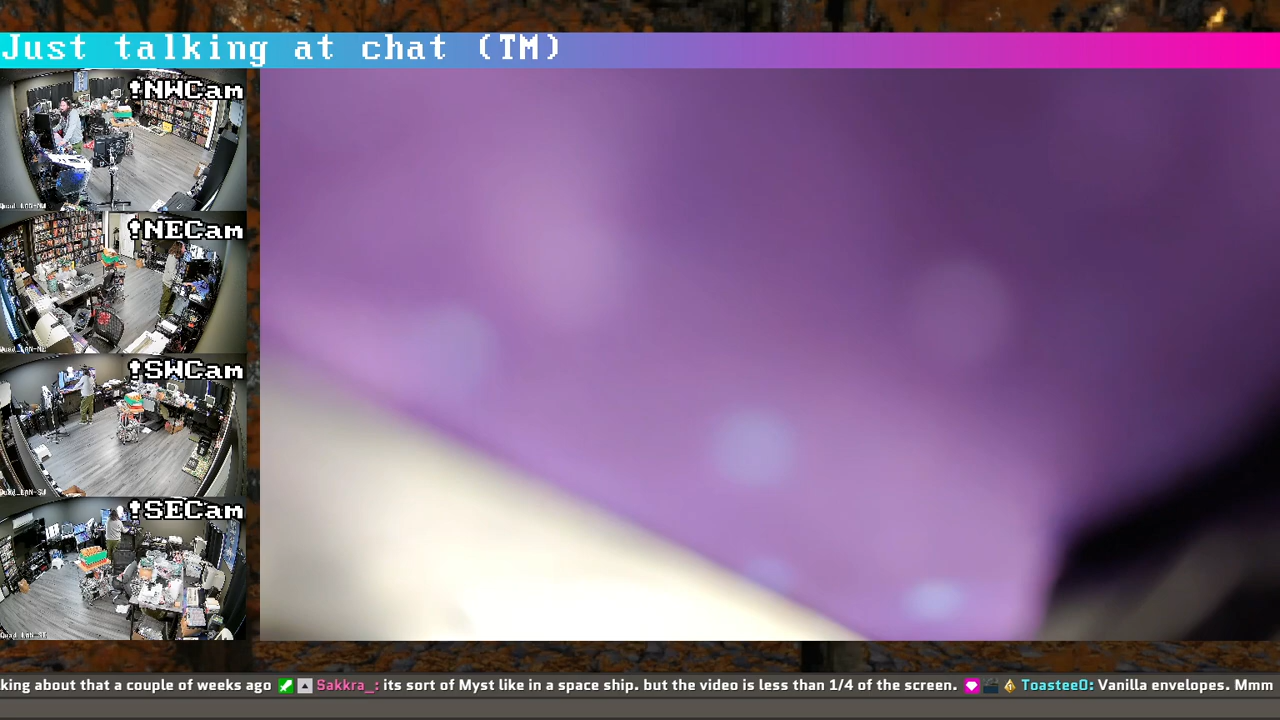 Just talking at chat (TM)
!NWCam
!NECam
!SWCam
!SECam
king about that a couple of weeks ago Sakkra_: its sort of Myst like in a space ship. but the video is less than 1/4 of the screen. ToasteeO: Vanilla envelopes. Mmm